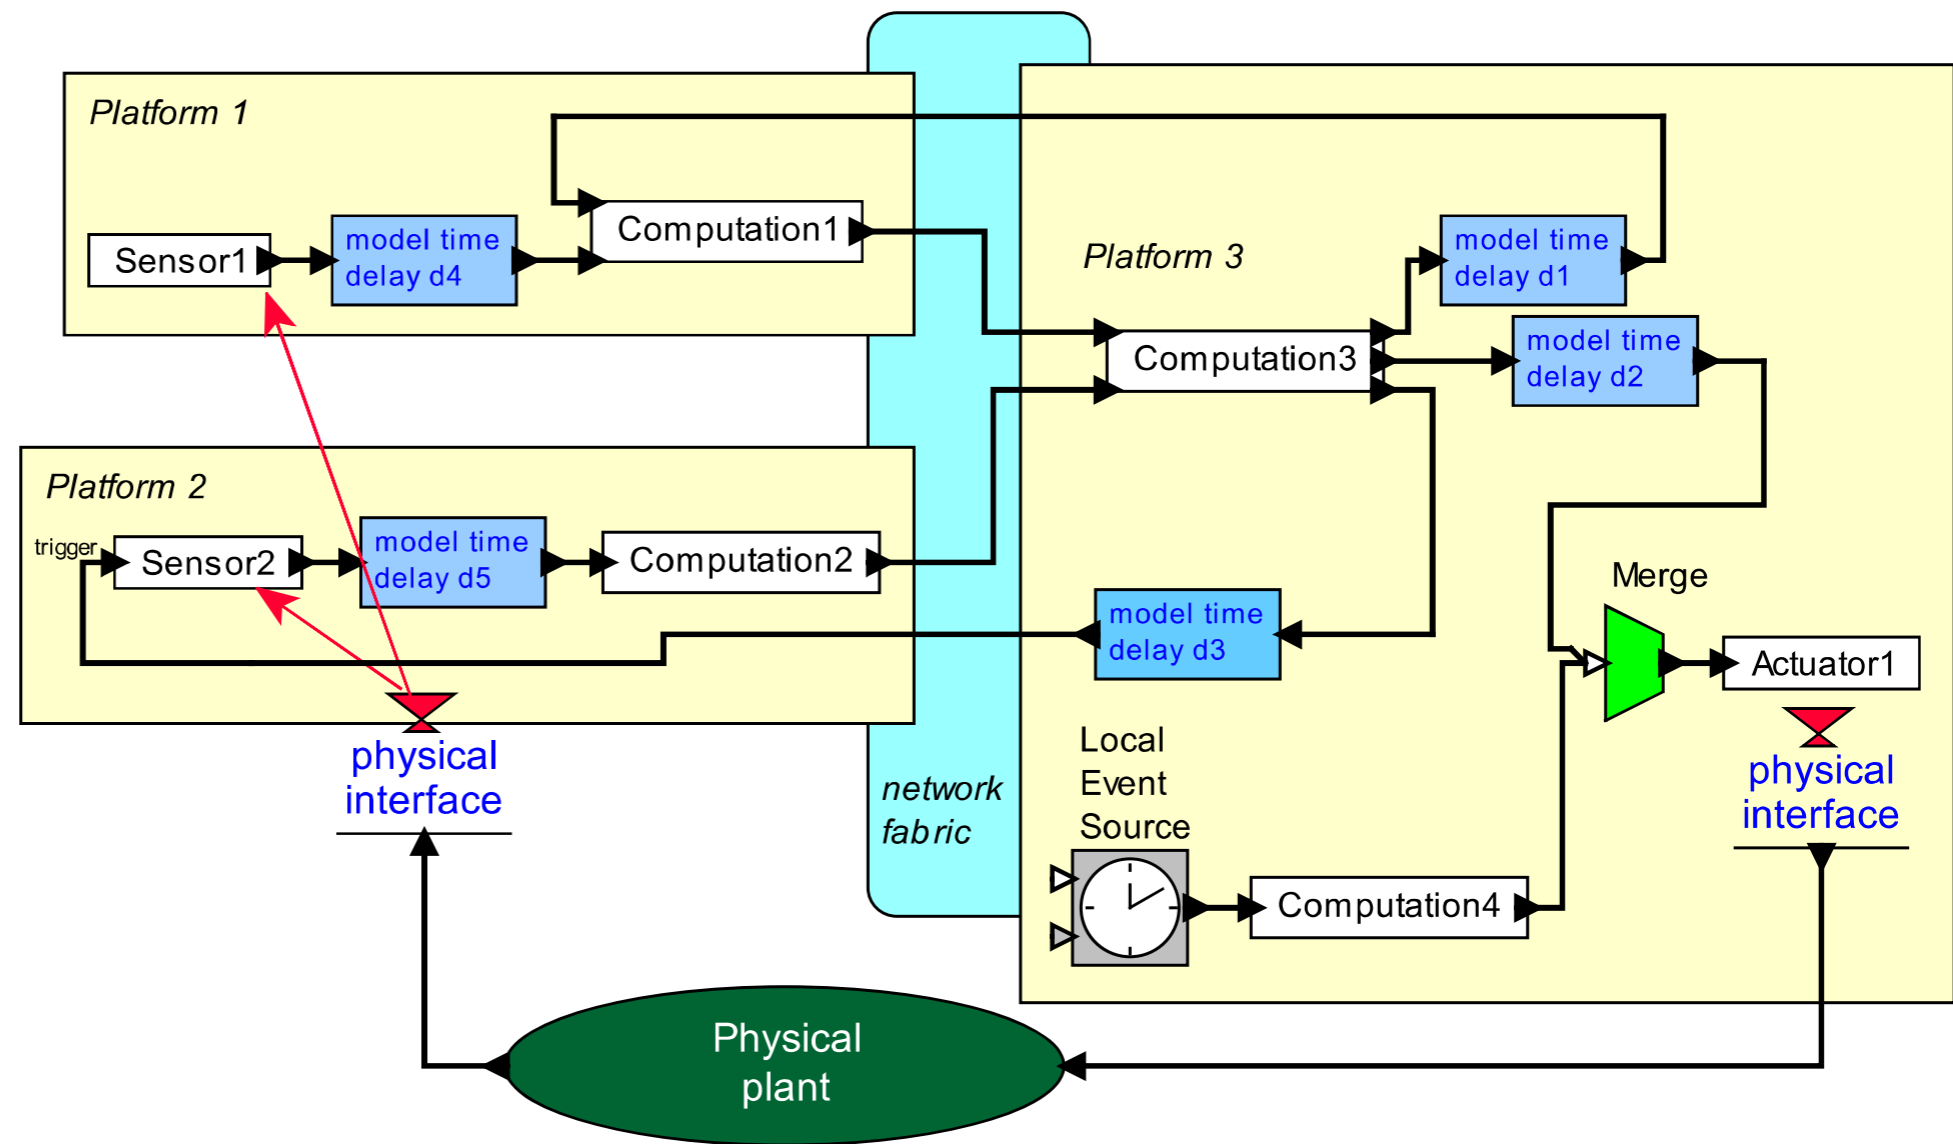 Platform 1
Sensor1
model time
delay d4
Computation1
Platform 3
model time
delay d1
Computation3
model time
delay d2
Platform 2
trigger
Sensor2
model time
delay d5
Computation2
model time
delay d3
Merge
Actuator1
physical
interface
network
fabric
Local
Event
Source
Computation4
physical
interface
Physical
plant